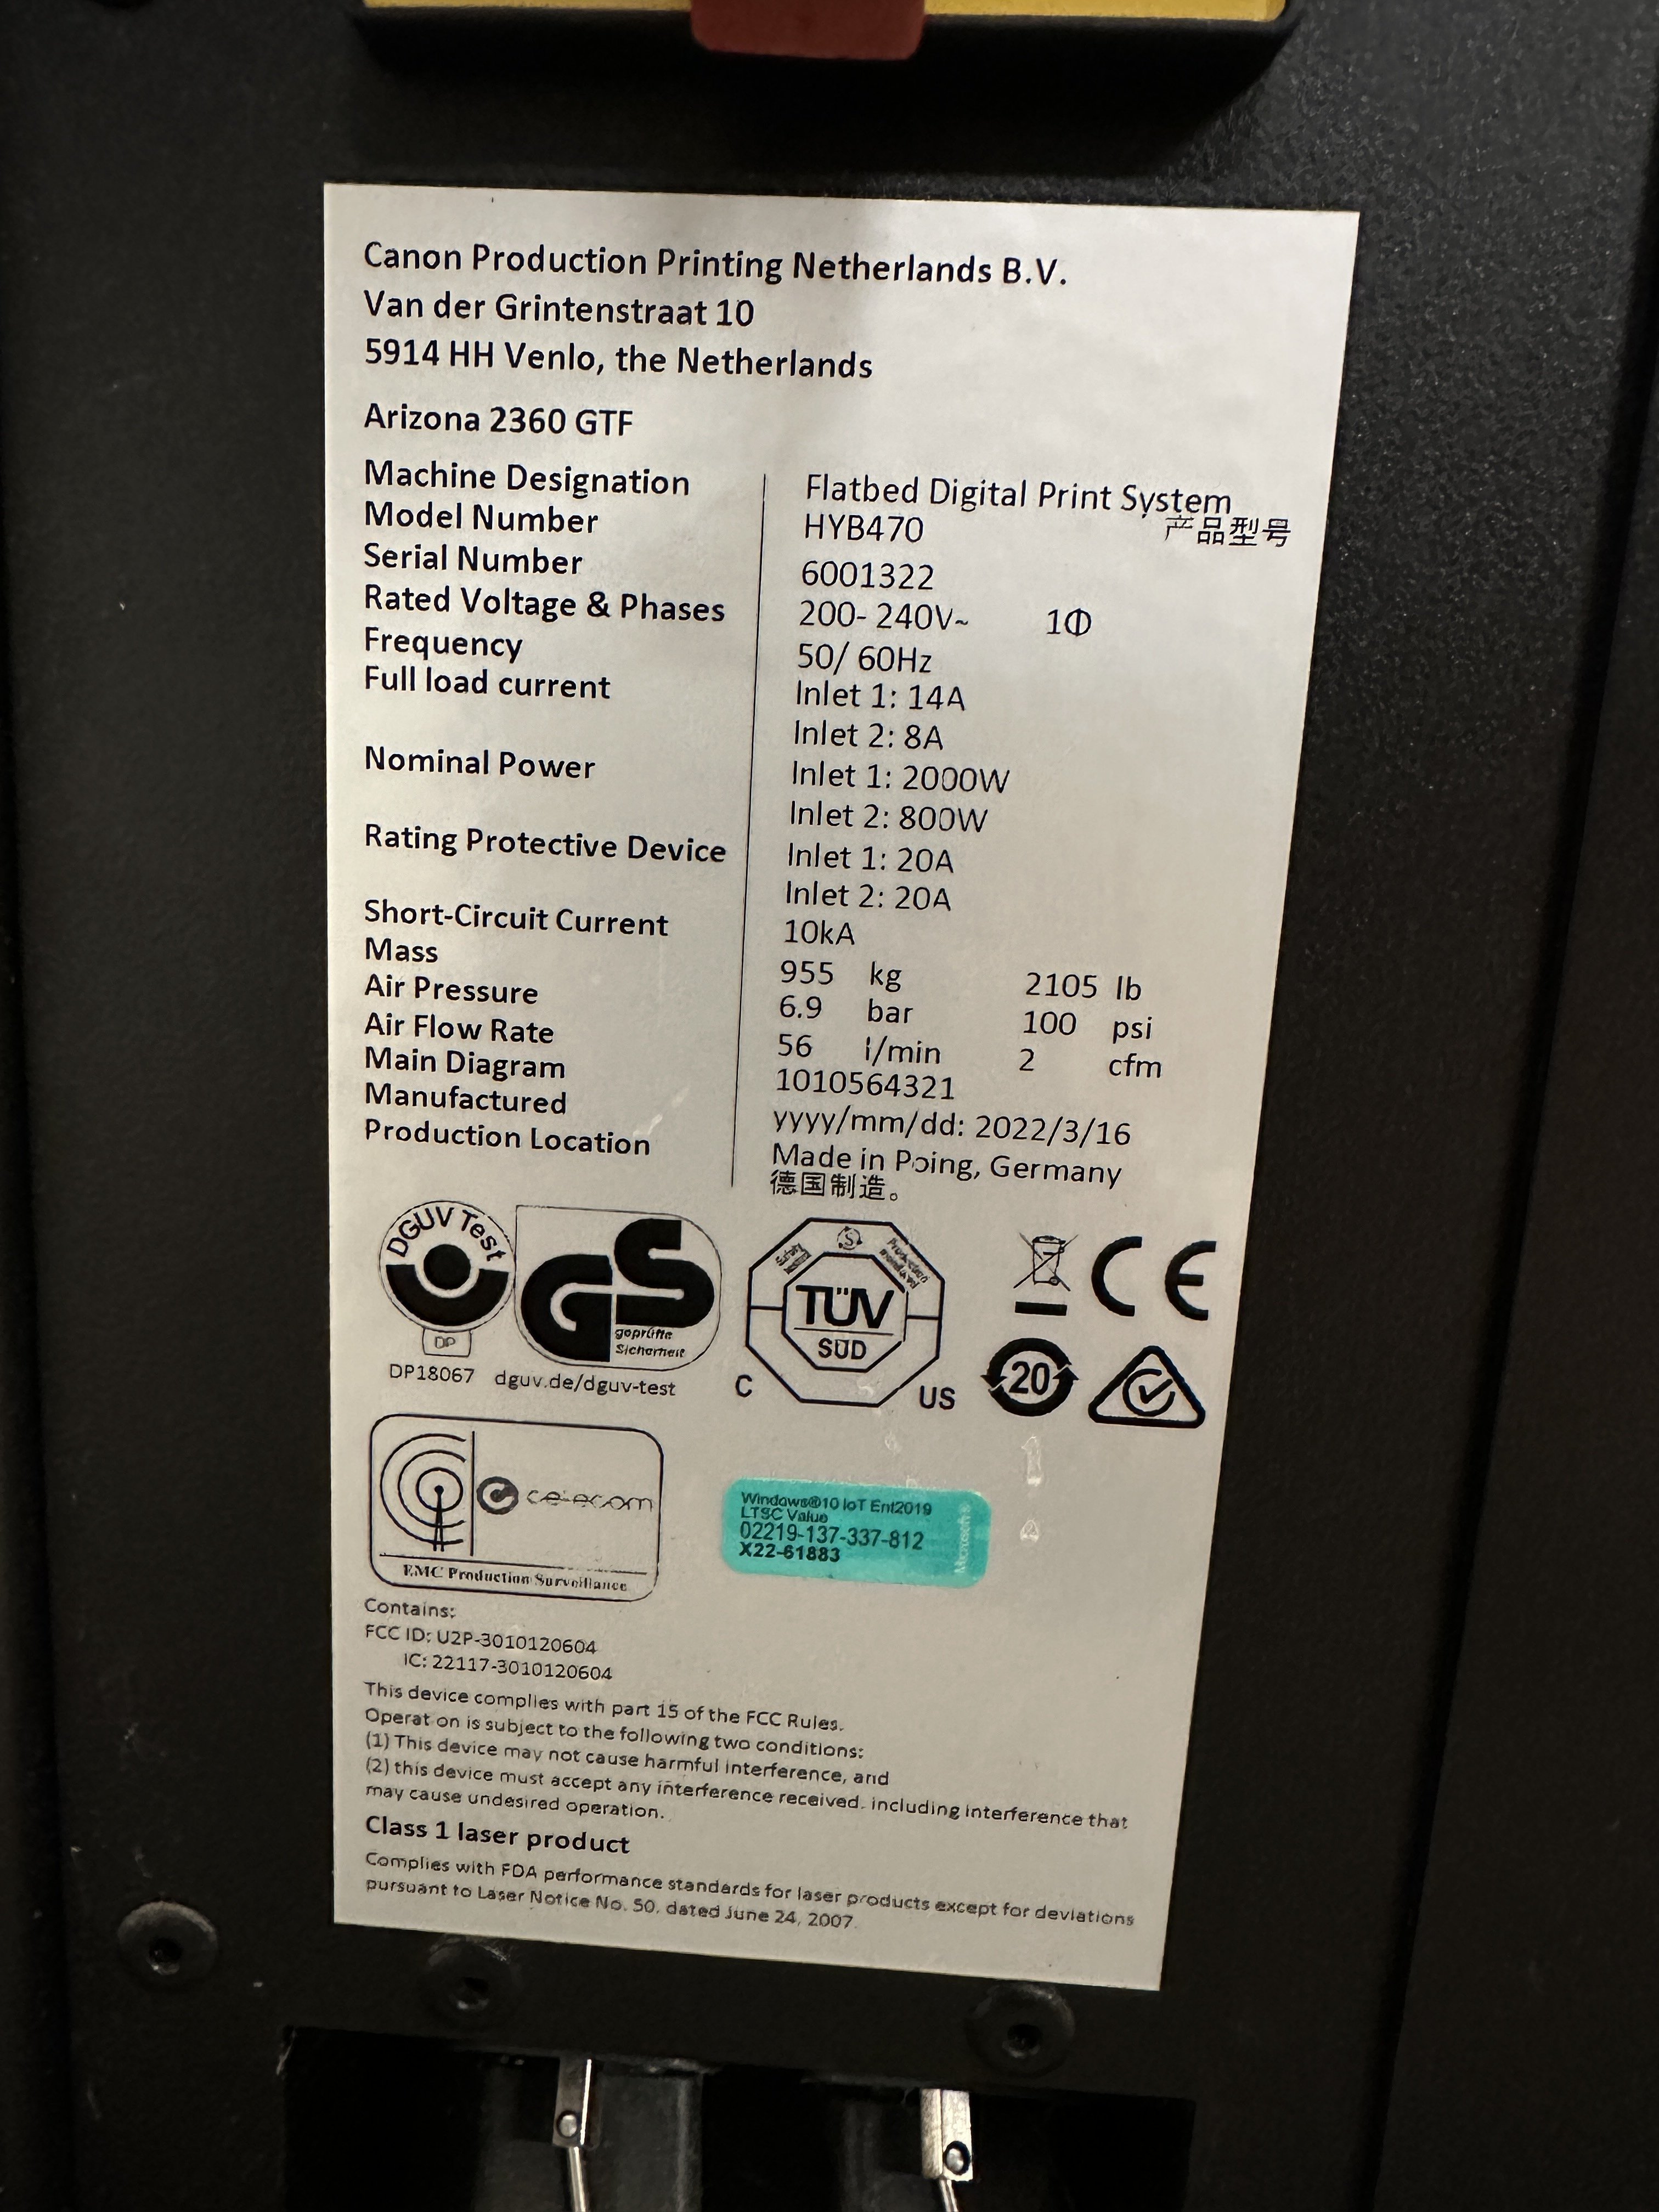 Canon Production Printing Netherlands B.V.
Van der Grintenstraat 10
5914 HH Venlo, the Netherlands
Arizona 2360 GTF
Machine Designation Flatbed Digital Print System
Model Number HYB470 产品型号
Serial Number 6001322
Rated Voltage & Phases 200- 240V~ 1Φ
Frequency 50/ 60Hz
Full load current Inlet 1: 14A
Inlet 2: 8A
Nominal Power Inlet 1: 2000W
Inlet 2: 800W
Rating Protective Device Inlet 1: 20A
Inlet 2: 20A
Short-Circuit Current 10kA
Mass 955 kg 2105 lb
Air Pressure 6.9 bar 100 psi
Air Flow Rate 56 l/min 2 cfm
Main Diagram 1010564321
Manufactured yyyy/mm/dd: 2022/3/16
Production Location Made in Poing, Germany
德国制造。
DGUV Test
DP
DP18067 dguv.de/dguv-test
GS
geprüfte
Sicherheit
S
Production
monitored
TÜV
SÜD
C US
CE
20
cetecom
EMC Production Surveillance
Windows®10 IoT Ent2019
LTSC Value
02219-137-337-812
X22-61883
Microsoft®
Contains:
FCC ID: U2P-3010120604
IC: 22117-3010120604
This device complies with part 15 of the FCC Rules.
Operat on is subject to the following two conditions:
(1) This device may not cause harmful interference, and
(2) this device must accept any interference received, including interference that
may cause undesired operation.
Class 1 laser product
Complies with FDA performance standards for laser products except for deviations
pursuant to Laser Notice No. 50, dated June 24, 2007.